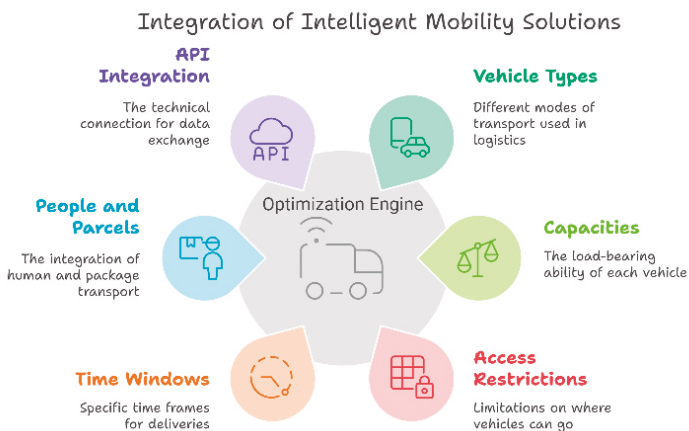 Integration of Intelligent Mobility Solutions
API
Integration
The technical
connection for data
exchange
API
Vehicle Types
Different modes of
transport used in
logistics
Optimization Engine
People and
Parcels
The integration of
human and package
transport
Capacities
The load-bearing
ability of each vehicle
Time Windows
Specific time frames
for deliveries
Access
Restrictions
Limitations on where
vehicles can go